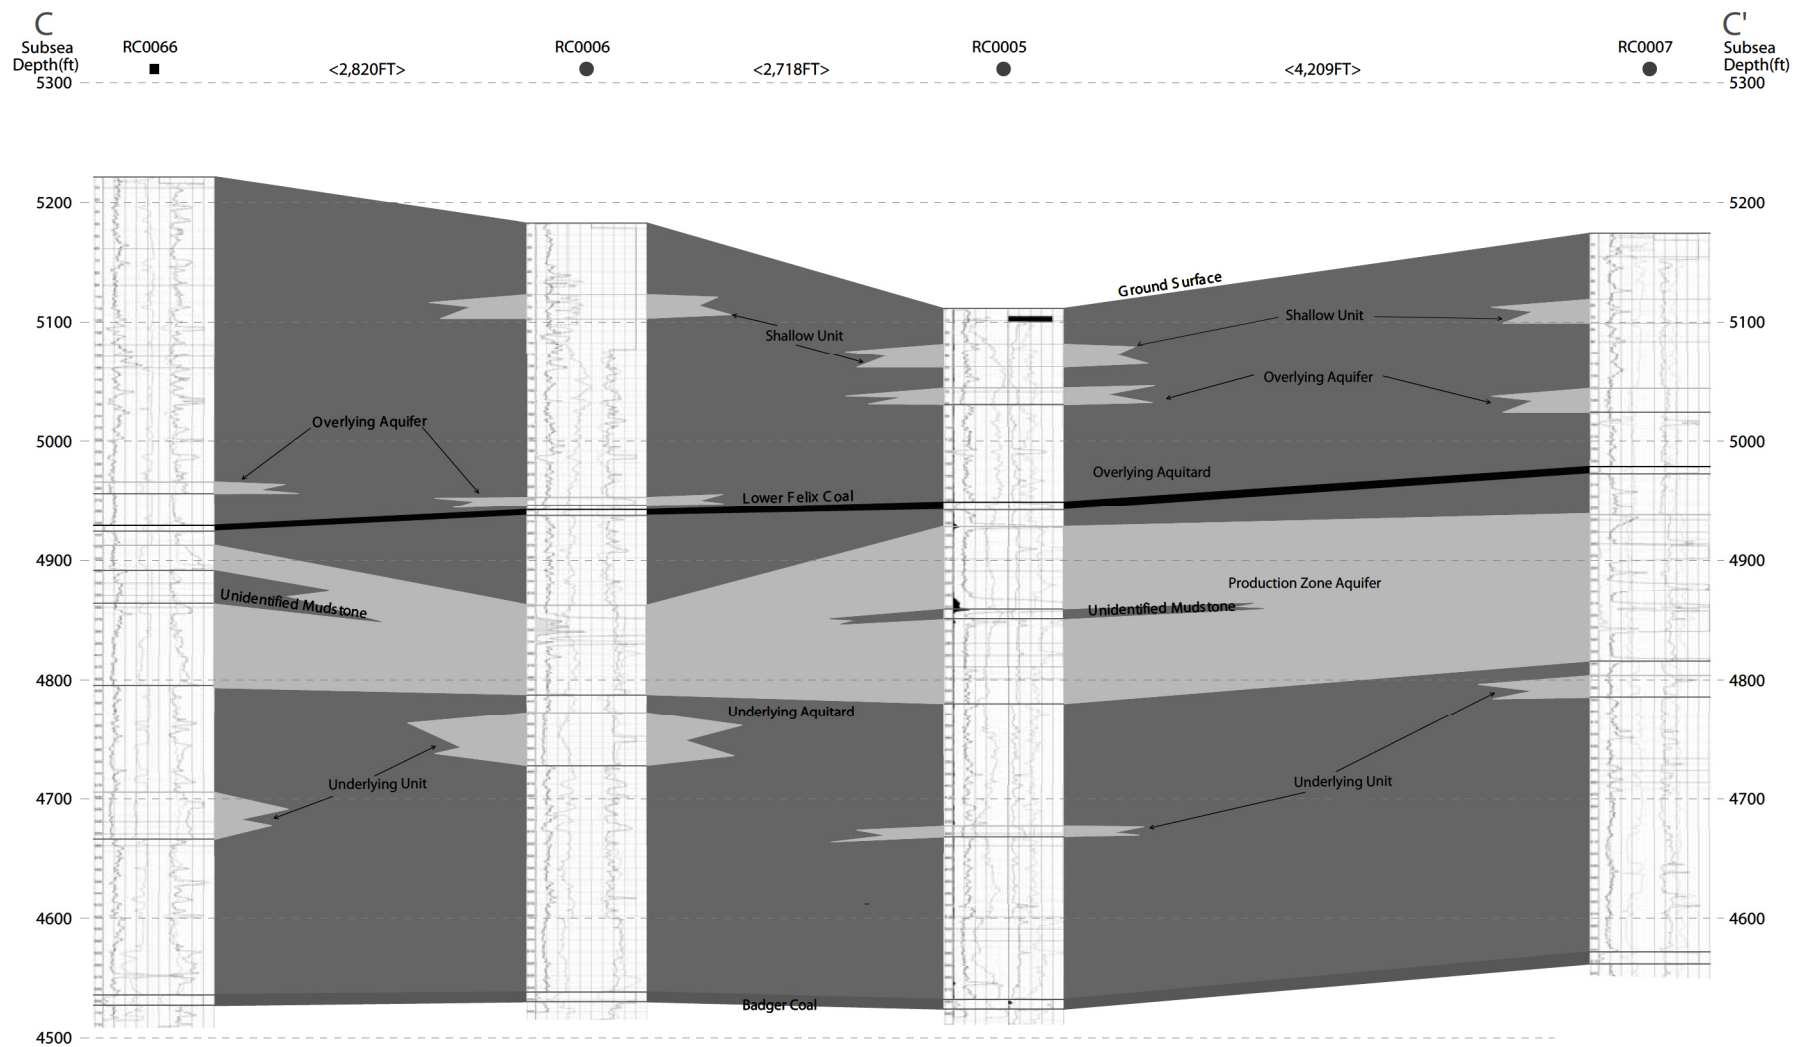 C
C'
Subsea
Depth(ft)
RC0066
RC0006
RC0005
RC0007
Subsea
Depth(ft)
<2,820FT>
<2,718FT>
<4,209FT>
5300
5300
5200
5200
Ground Surface
5100
5100
Shallow Unit
Shallow Unit
Overlying Aquifer
Overlying Aquifer
5000
5000
Overlying Aquitard
Lower Felix Coal
4900
4900
Production Zone Aquifer
Unidentified Mudstone
Unidentified Mudstone
4800
4800
Underlying Aquitard
Underlying Unit
Underlying Unit
4700
4700
4600
4600
Badger Coal
4500